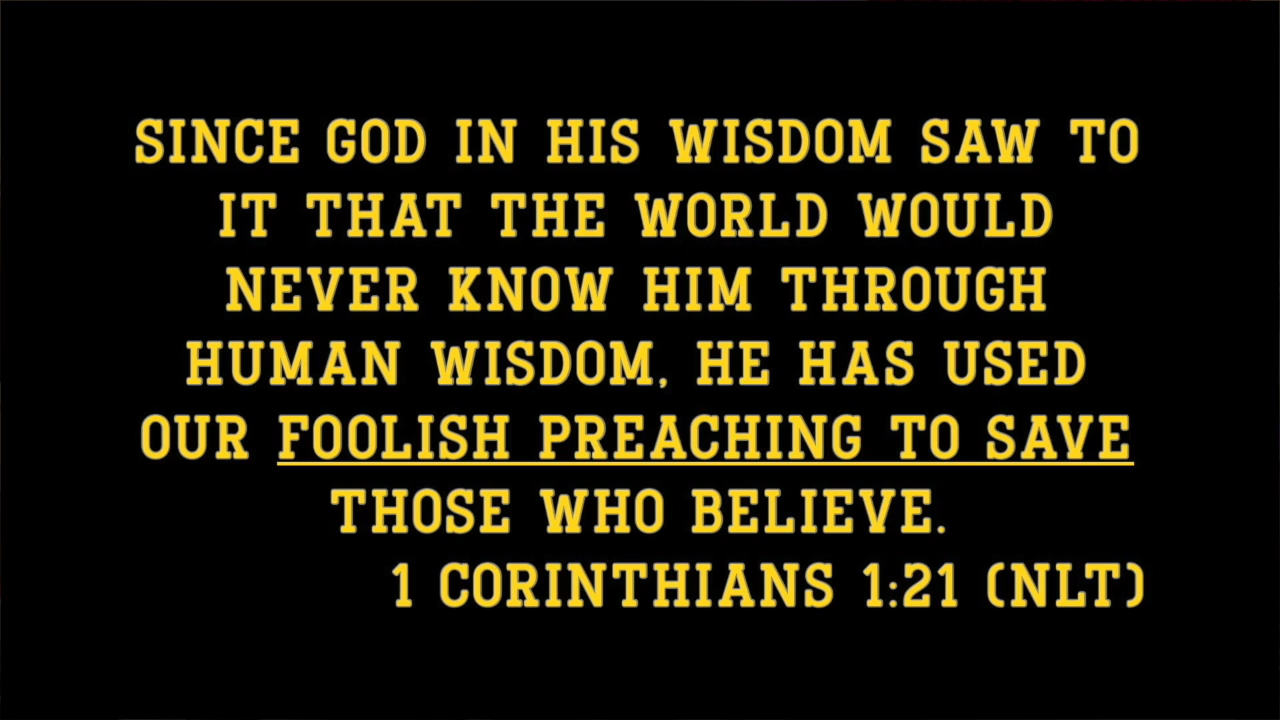 SINCE GOD IN HIS WISDOM SAW TO
IT THAT THE WORLD WOULD
NEVER KNOW HIM THROUGH
HUMAN WISDOM, HE HAS USED
OUR FOOLISH PREACHING TO SAVE
THOSE WHO BELIEVE.
1 CORINTHIANS 1:21 (NLT)